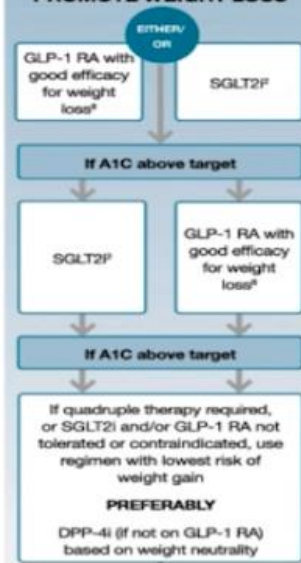 PROMOTE WEIGHT LOSS
EITHER/
OR
GLP-1 RA with
good efficacy
for weight
loss⁸
SGLT2i²
If A1C above target
SGLT2i²
GLP-1 RA with
good efficacy
for weight
loss⁸
If A1C above target
If quadruple therapy required,
or SGLT2i and/or GLP-1 RA not
tolerated or contraindicated, use
regimen with lowest risk of
weight gain
PREFERABLY
DPP-4i (if not on GLP-1 RA)
based on weight neutrality